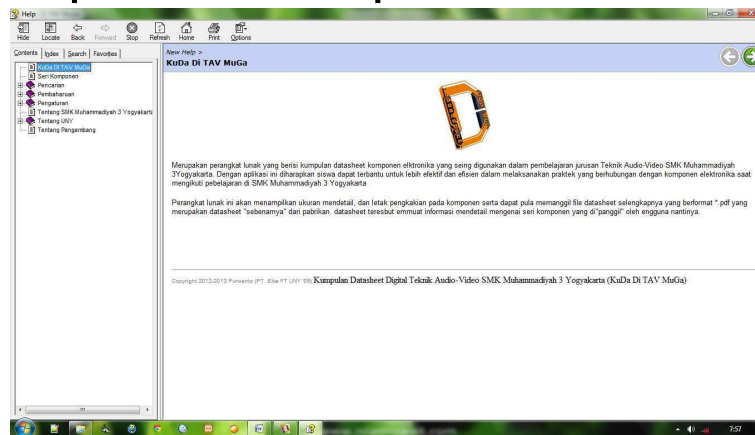 Help
Hide Locate Back Forward Stop Refresh Home Print Options
Contents Index Search Favorites
KuDa Di TAV MuGa
Seri Komponen
Pencarian
Pembaharuan
Pengaturan
Tentang SMK Muhammadiyah 3 Yogyakarta
Tentang UNY
Tentang Pengembang
New Help >
KuDa Di TAV MuGa
Merupakan perangkat lunak yang berisi kumpulan datasheet komponen elktronika yang seing digunakan dalam pembelajaran jurusan Teknik Audio-Video SMK Muhammadiyah
3Yogyakarta. Dengan aplikasi ini diharapkan siswa dapat terbantu untuk lebih efektif dan efisien dalam melaksanakan praktek yang berhubungan dengan komponen elektronika saat
mengikuti pebelajaran di SMK Muhammadiyah 3 Yogyakarta
Perangkat lunak ini akan menampilkan ukuran mendetail, dan letak pengkakian pada komponen serta dapat pula memanggil file datasheet selengkapnya yang berformat *.pdf yang
merupakan datasheet "sebenarnya" dari pabrikan. datasheet teresbut emmuat informasi mendetail mengenai seri komponen yang di"panggil" oleh engguna nantinya.
Copyright 2012-2013 Purwanto (PT. Elka FT UNY '09) Kumpulan Datasheet Digital Teknik Audio-Video SMK Muhammadiyah 3 Yogyakarta (KuDa Di TAV MuGa)
7:57